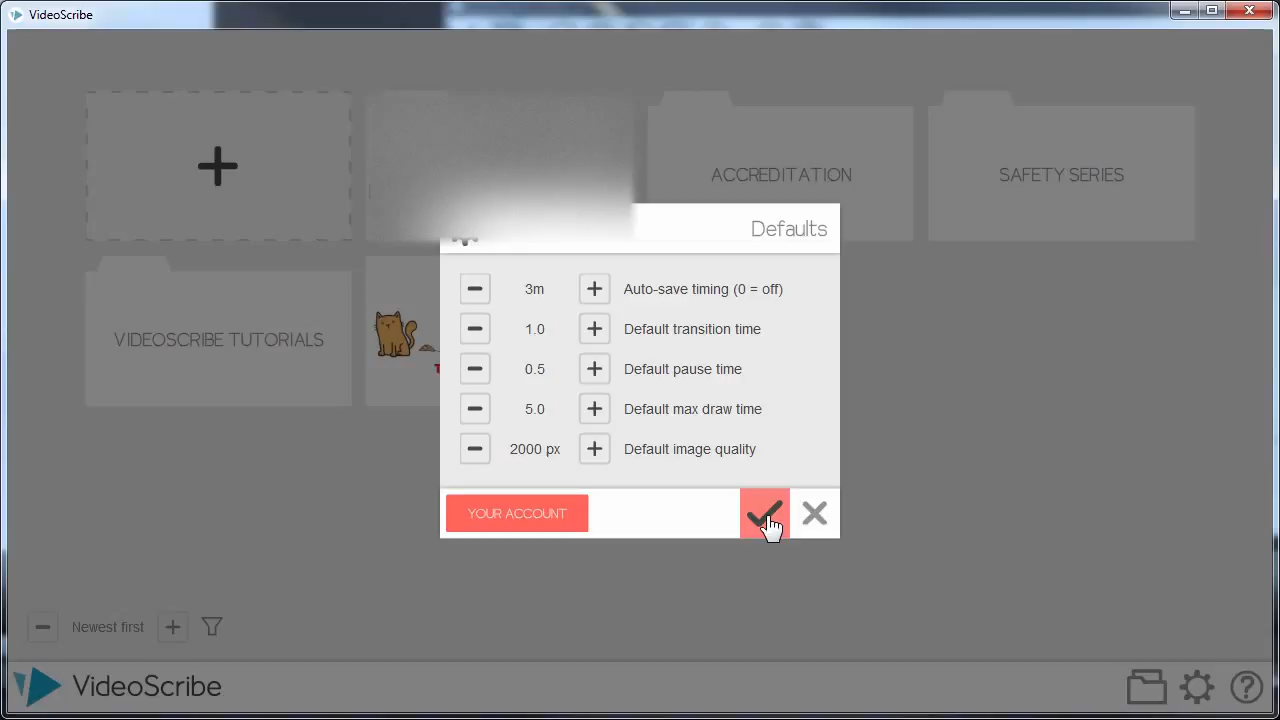 VideoScribe
ACCREDITATION
SAFETY SERIES
Defaults
3m Auto-save timing (0 = off)
1.0 Default transition time
0.5 Default pause time
5.0 Default max draw time
2000 px Default image quality
VIDEOSCRIBE TUTORIALS
YOUR ACCOUNT
Newest first
VideoScribe